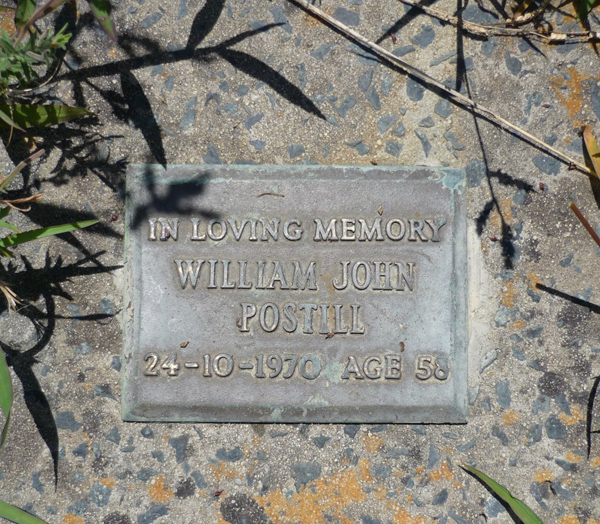 IN LOVING MEMORY
WILLIAM JOHN
POSTILL
24-10-1970 AGE 58